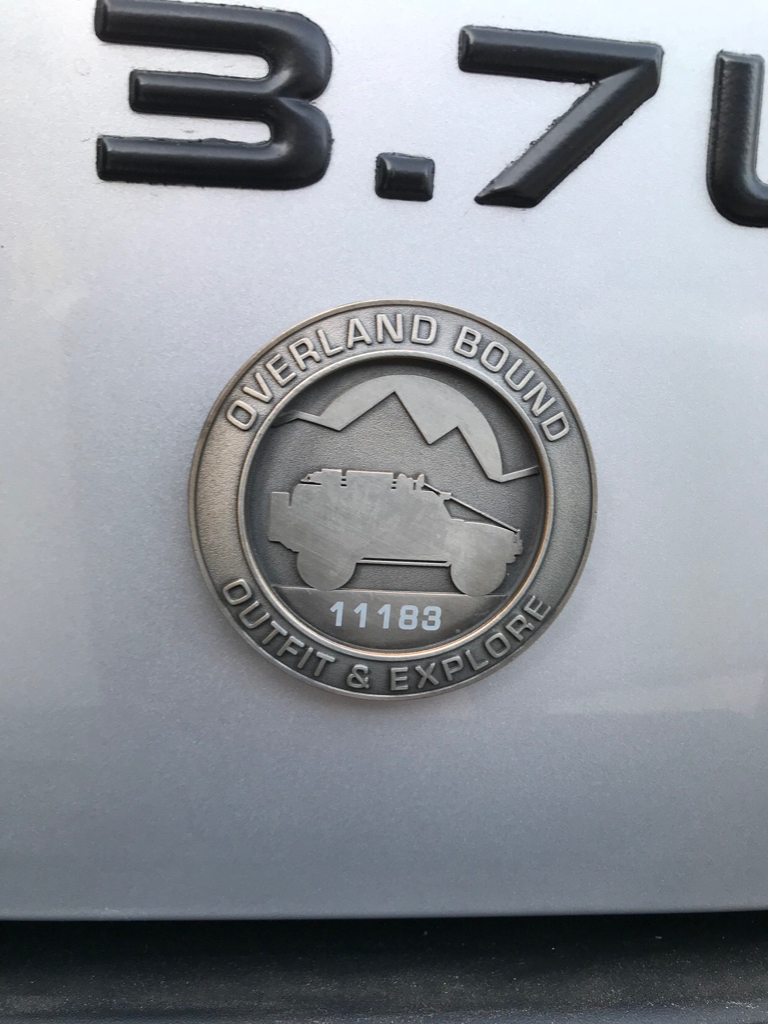 3.7
OVERLAND BOUND
11183
OUTFIT & EXPLORE